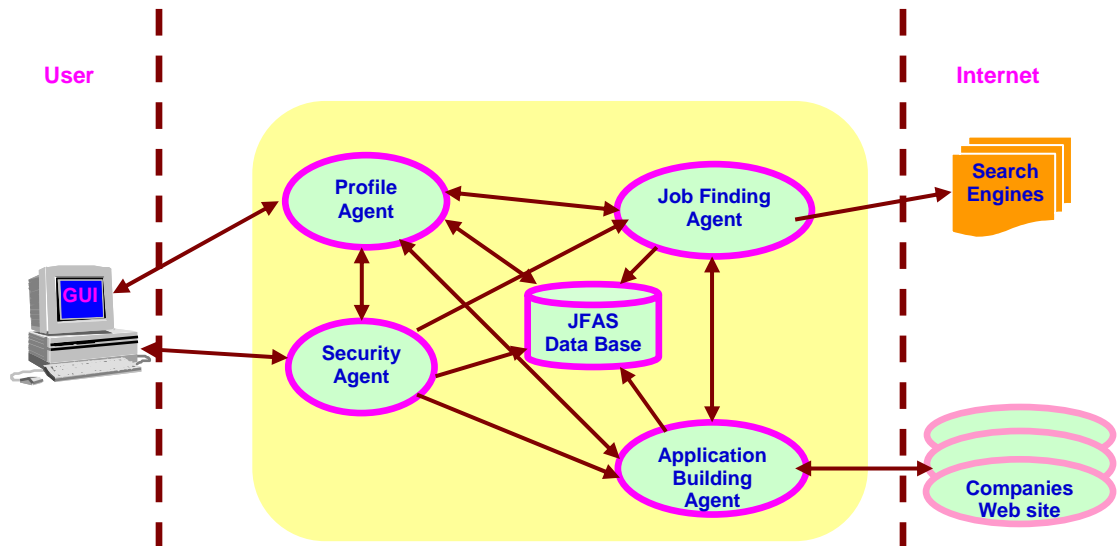 User
Internet
Profile
Agent
Job Finding
Agent
Search
Engines
GUI
JFAS
Data Base
Security
Agent
Application
Building
Agent
Companies
Web site